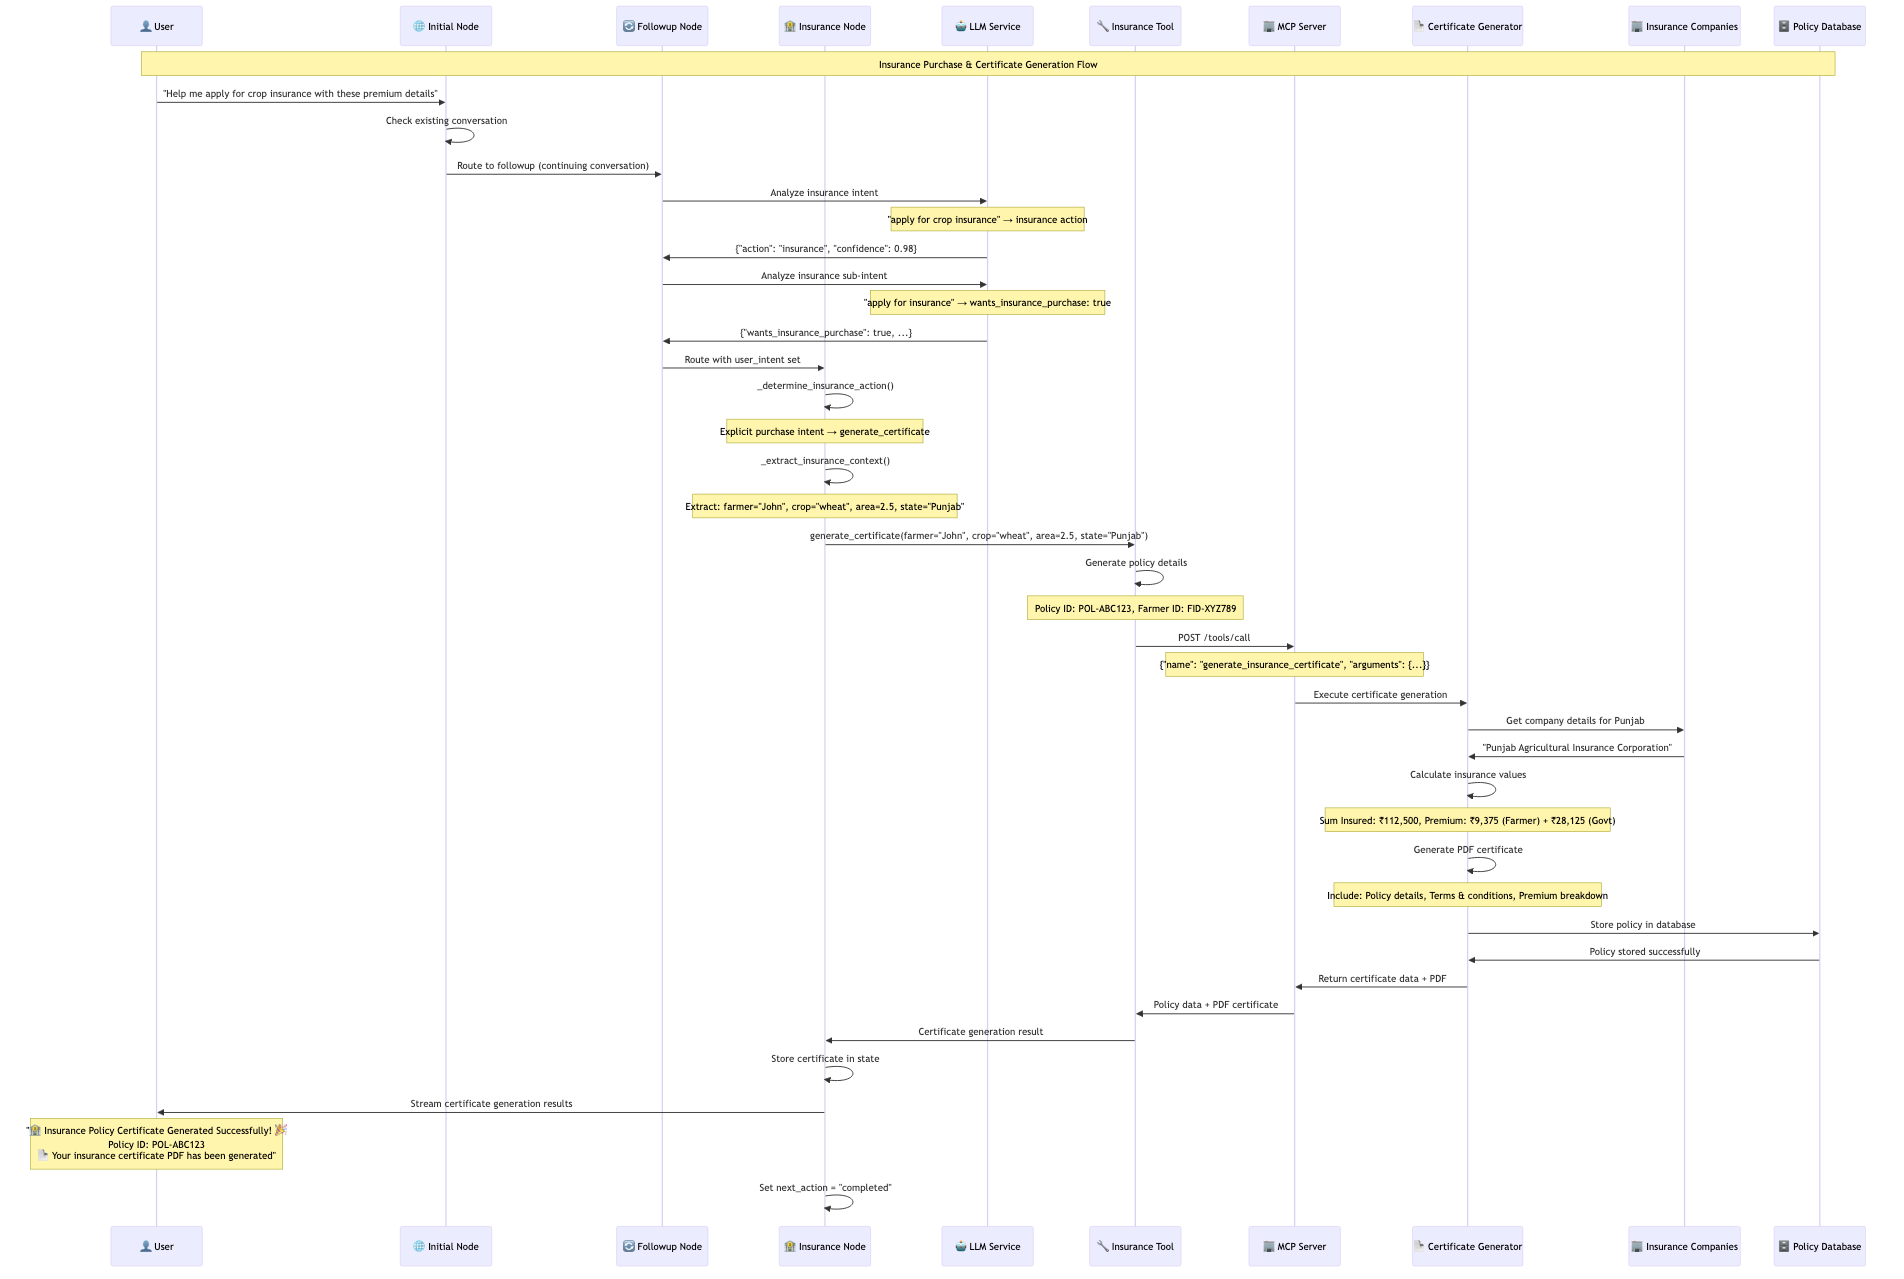 👤 User
🌐 Initial Node
🔄 Followup Node
🏦 Insurance Node
🤖 LLM Service
🔧 Insurance Tool
🏢 MCP Server
📄 Certificate Generator
🏢 Insurance Companies
🗄️ Policy Database
Insurance Purchase & Certificate Generation Flow
"Help me apply for crop insurance with these premium details"
Check existing conversation
Route to followup (continuing conversation)
Analyze insurance intent
"apply for crop insurance" → insurance action
{"action": "insurance", "confidence": 0.98}
Analyze insurance sub-intent
"apply for insurance" → wants_insurance_purchase: true
{"wants_insurance_purchase": true, ...}
Route with user_intent set
_determine_insurance_action()
Explicit purchase intent → generate_certificate
_extract_insurance_context()
Extract: farmer="John", crop="wheat", area=2.5, state="Punjab"
generate_certificate(farmer="John", crop="wheat", area=2.5, state="Punjab")
Generate policy details
Policy ID: POL-ABC123, Farmer ID: FID-XYZ789
POST /tools/call
{"name": "generate_insurance_certificate", "arguments": {...}}
Execute certificate generation
Get company details for Punjab
"Punjab Agricultural Insurance Corporation"
Calculate insurance values
Sum Insured: ₹112,500, Premium: ₹9,375 (Farmer) + ₹28,125 (Govt)
Generate PDF certificate
Include: Policy details, Terms & conditions, Premium breakdown
Store policy in database
Policy stored successfully
Return certificate data + PDF
Policy data + PDF certificate
Certificate generation result
Store certificate in state
Stream certificate generation results
"🏦 Insurance Policy Certificate Generated Successfully! 🎉
Policy ID: POL-ABC123
📄 Your insurance certificate PDF has been generated"
Set next_action = "completed"
👤 User
🌐 Initial Node
🔄 Followup Node
🏦 Insurance Node
🤖 LLM Service
🔧 Insurance Tool
🏢 MCP Server
📄 Certificate Generator
🏢 Insurance Companies
🗄️ Policy Database